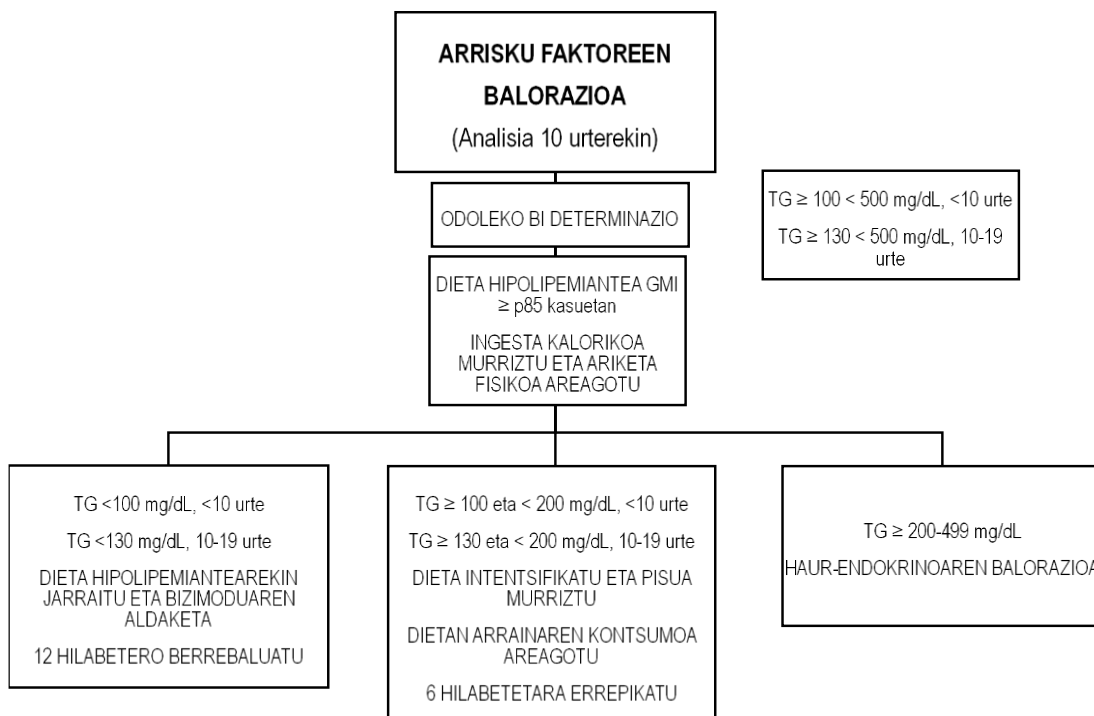 ARRISKU FAKTOREEN
BALORAZIOA
(Analisia 10 urterekin)
ODOLEKO BI DETERMINAZIO
TG ≥ 100 < 500 mg/dL, <10 urte
TG ≥ 130 < 500 mg/dL, 10-19
urte
DIETA HIPOLIPEMIANTEA GMI
≥ p85 kasuetan
INGESTA KALORIKOA
MURRIZTU ETA ARIKETA
FISIKOA AREAGOTU
TG <100 mg/dL, <10 urte
TG <130 mg/dL, 10-19 urte
DIETA HIPOLIPEMIANTEAREKIN
JARRAITU ETA BIZIMODUAREN
ALDAKETA
12 HILABETERO BERREBALUATU
TG ≥ 100 eta < 200 mg/dL, <10 urte
TG ≥ 130 eta < 200 mg/dL, 10-19 urte
DIETA INTENTSIFIKATU ETA PISUA
MURRIZTU
DIETAN ARRAINAREN KONTSUMOA
AREAGOTU
6 HILABETETARA ERREPIKATU
TG ≥ 200-499 mg/dL
HAUR-ENDOKRINOAREN BALORAZIOA